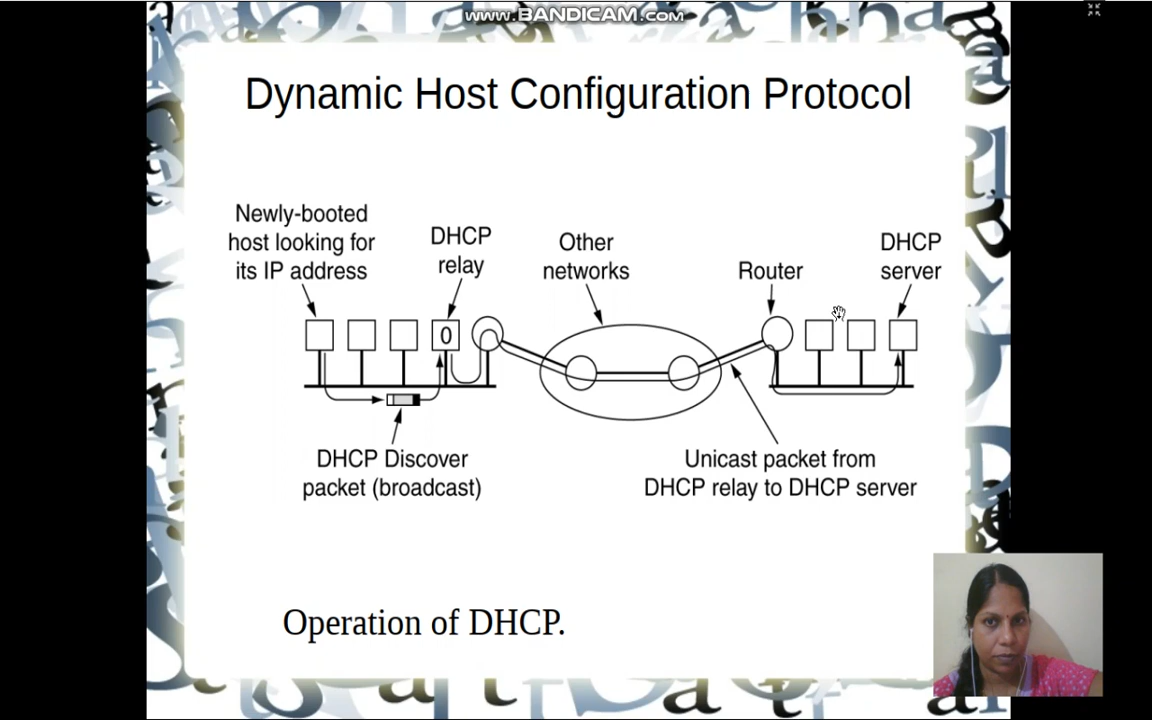 www.BANDICAM.com
Dynamic Host Configuration Protocol
Newly-booted
host looking for
its IP address
DHCP
relay
Other
networks
Router
DHCP
server
0
DHCP Discover
packet (broadcast)
Unicast packet from
DHCP relay to DHCP server
Operation of DHCP.